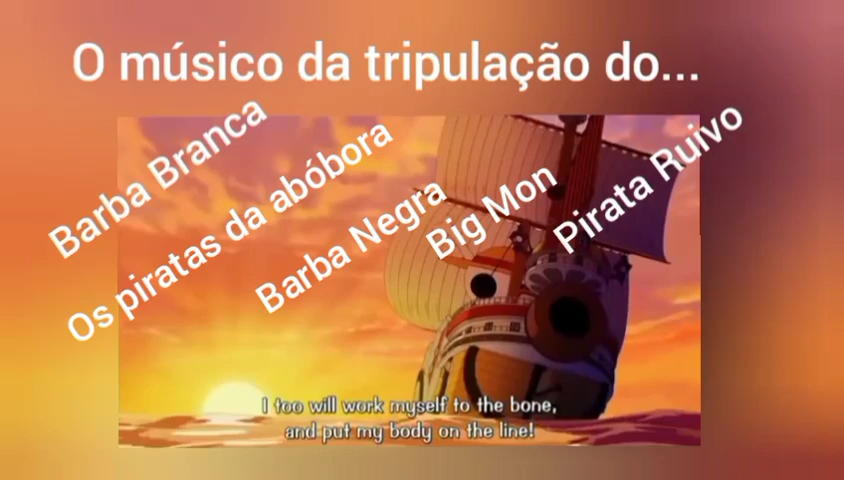 O músico da tripulação do...
Barba Branca
Os piratas da abóbora
Barba Negra
Big Mon
Pirata Ruivo
I too will work myself to the bone,
and put my body on the line!